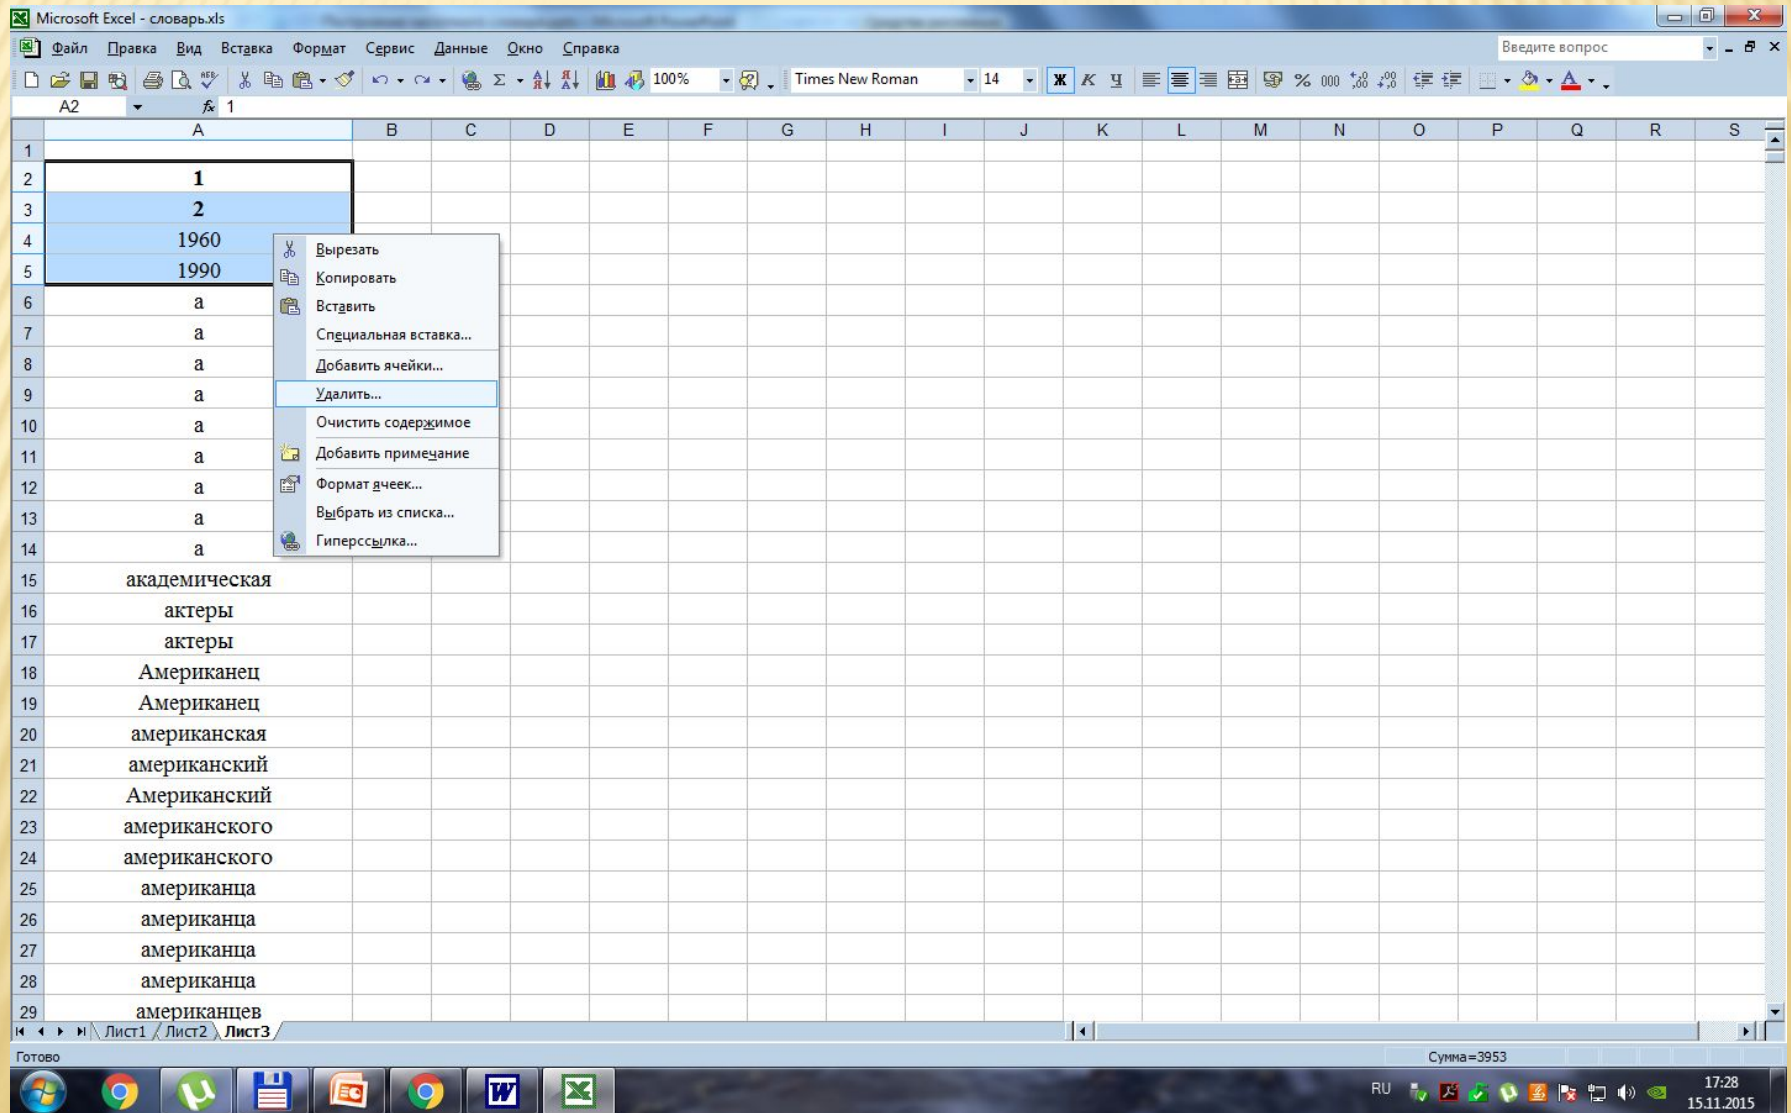 Microsoft Excel - словарь.xls
Файл Правка Вид Вставка Формат Сервис Данные Окно Справка Введите вопрос
100% Times New Roman 14 Ж К Ч % 000
A2 fx 1
A B C D E F G H I J K L M N O P Q R S
1
2 1
3 2
4 1960
5 1990
6 а
7 а
8 а
9 а
10 а
11 а
12 а
13 а
14 а
Вырезать
Копировать
Вставить
Специальная вставка...
Добавить ячейки...
Удалить...
Очистить содержимое
Добавить примечание
Формат ячеек...
Выбрать из списка...
Гиперссылка...
15 академическая
16 актеры
17 актеры
18 Американец
19 Американец
20 американская
21 американский
22 Американский
23 американского
24 американского
25 американца
26 американца
27 американца
28 американца
29 американцев
Лист1 Лист2 Лист3
Готово Сумма=3953
RU 17:28
15.11.2015